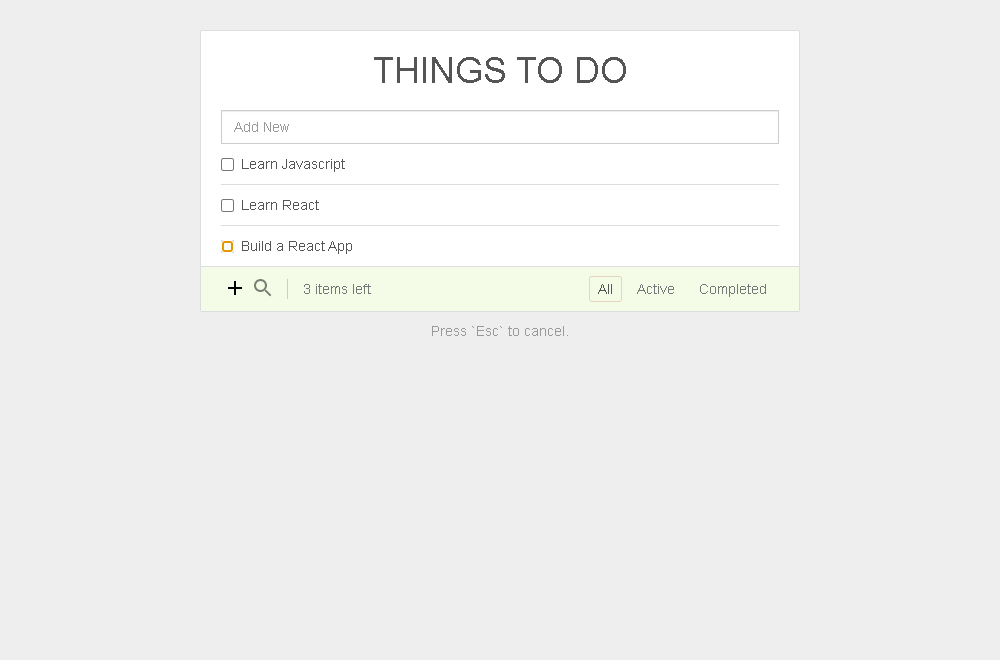 THINGS TO DO
Add New
Learn Javascript
Learn React
Build a React App
3 items left All Active Completed
Press `Esc` to cancel.